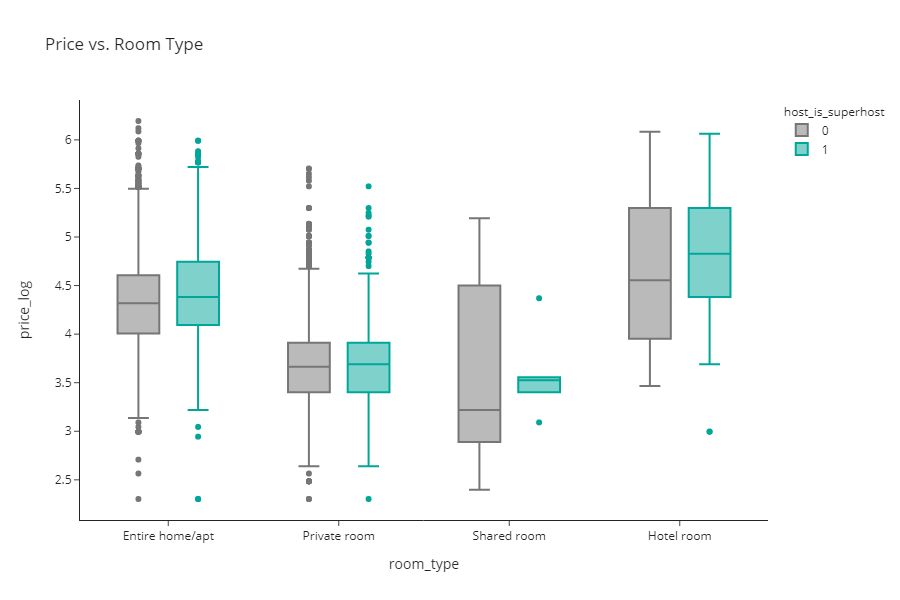 Price vs. Room Type
host_is_superhost
0
1
6
5.5
5
4.5
4
3.5
3
2.5
price_log
Entire home/apt
Private room
Shared room
Hotel room
room_type